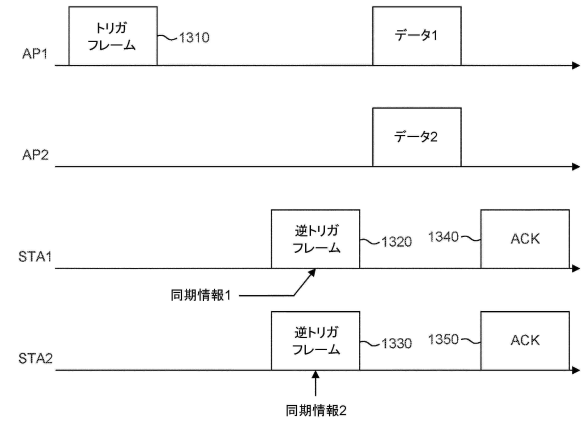 トリガ
フレーム
1310
データ1
AP1
データ2
AP2
逆トリガ
フレーム
1320
1340
ACK
STA1
同期情報1
逆トリガ
フレーム
1330
1350
ACK
STA2
同期情報2